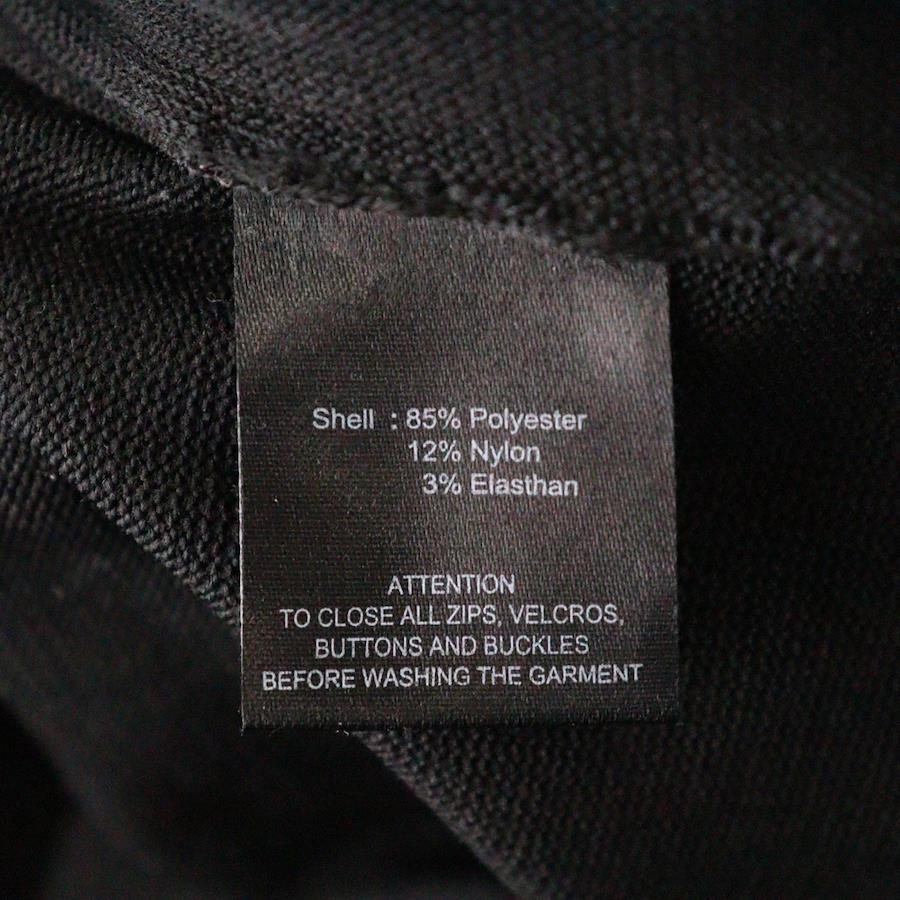 Shell : 85% Polyester
12% Nylon
3% Elasthan
ATTENTION
TO CLOSE ALL ZIPS, VELCROS,
BUTTONS AND BUCKLES
BEFORE WASHING THE GARMENT